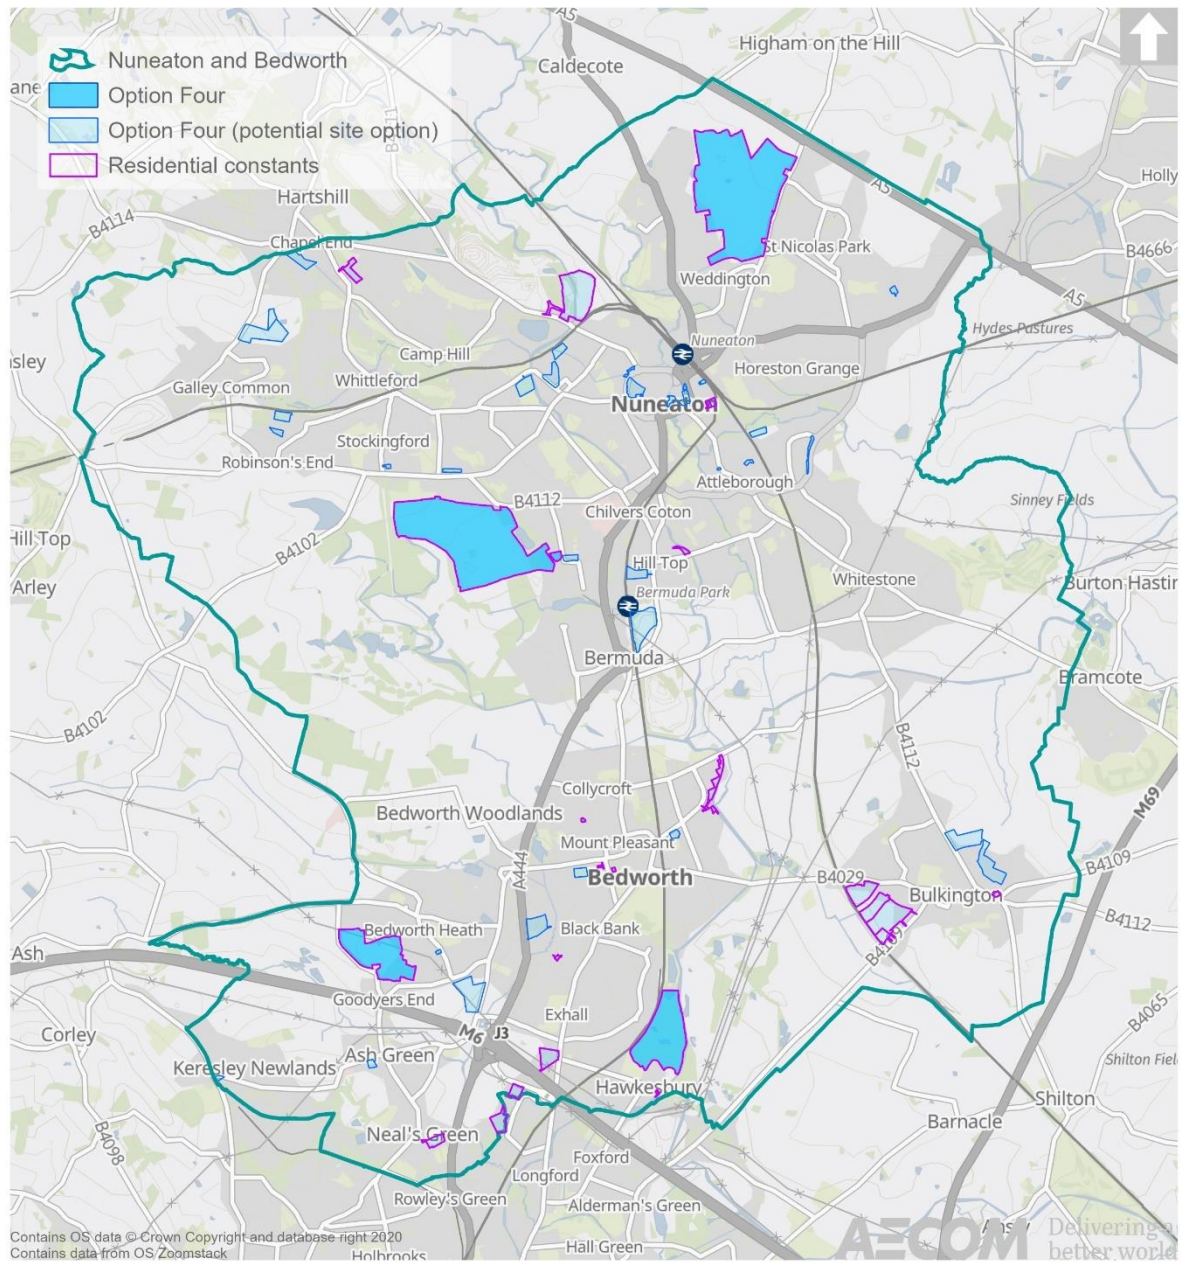 A5
Higham on the Hill
Nuneaton and Bedworth
Caldecote
Option Four
Option Four (potential site option)
Residential constants
Holly
Hartshill
A5
B4114
Chapel End
St Nicolas Park
B4666
Weddington
A5
Hydes Pastures
Nuneaton
Camp Hill
Horeston Grange
Galley Common
Whittleford
Nuneaton
Stockingford
Robinson's End
Attleborough
B4112
Sinney Fields
Chilvers Coton
Hill Top
B4102
Hill Top
Whitestone
Arley
Burton Hastin
Bermuda Park
Bermuda
Bramcote
B4102
B4112
Collycroft
M69
Bedworth Woodlands
Mount Pleasant
A444
B4109
Bedworth
B4029
Bulkington
B4112
Bedworth Heath
Black Bank
B4109
Ash
Goodyers End
Exhall
B4065
Corley
M6 J3
Ash Green
Keresley Newlands
Shilton Fiel
Hawkesbury
Shilton
Barnacle
Neal's Green
B4098
Foxford
Longford
Rowley's Green
Alderman's Green
Contains OS data © Crown Copyright and database right 2020
Hall Green
AECOM
Delivering a
better world
Contains data from OS Zoomstack
Holbrooks